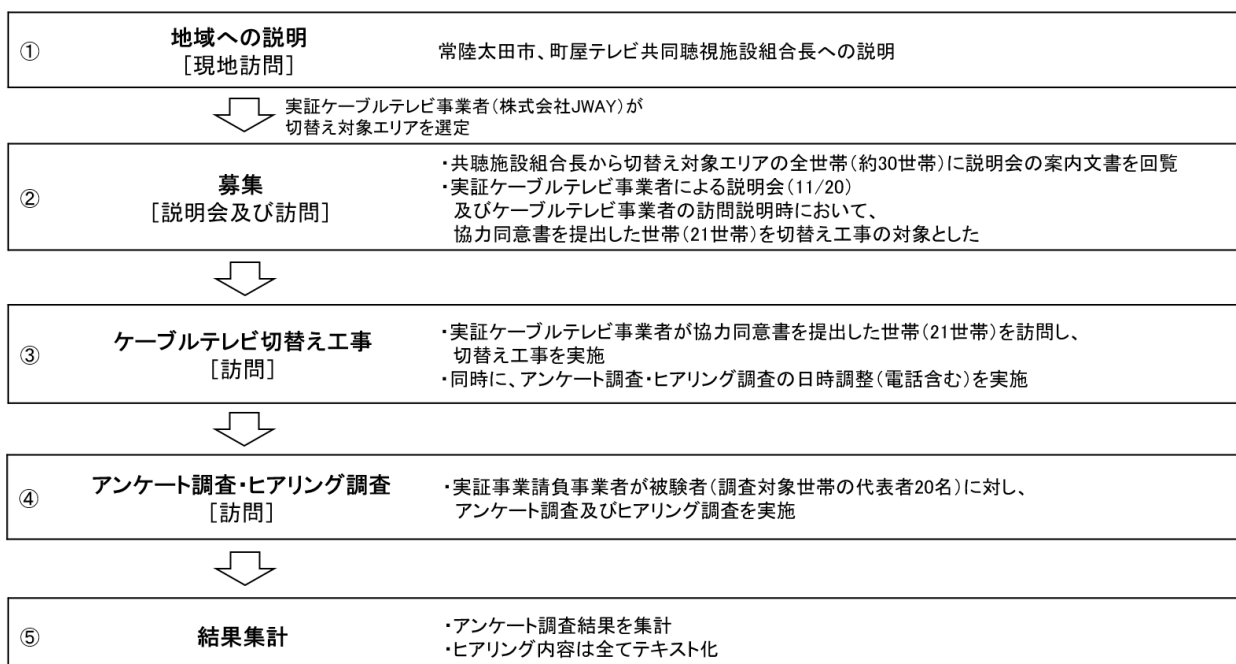 ①
地域への説明
[現地訪問]
常陸太田市、町屋テレビ共同聴視施設組合長への説明
実証ケーブルテレビ事業者(株式会社JWAY)が
切替え対象エリアを選定
②
募集
[説明会及び訪問]
・共聴施設組合長から切替え対象エリアの全世帯(約30世帯)に説明会の案内文書を回覧
・実証ケーブルテレビ事業者による説明会(11/20)
及びケーブルテレビ事業者の訪問説明時において、
協力同意書を提出した世帯(21世帯)を切替え工事の対象とした
③
ケーブルテレビ切替え工事
[訪問]
・実証ケーブルテレビ事業者が協力同意書を提出した世帯(21世帯)を訪問し、
切替え工事を実施
・同時に、アンケート調査・ヒアリング調査の日時調整(電話含む)を実施
④
アンケート調査・ヒアリング調査
[訪問]
・実証事業請負事業者が被験者(調査対象世帯の代表者20名)に対し、
アンケート調査及びヒアリング調査を実施
⑤
結果集計
・アンケート調査結果を集計
・ヒアリング内容は全てテキスト化